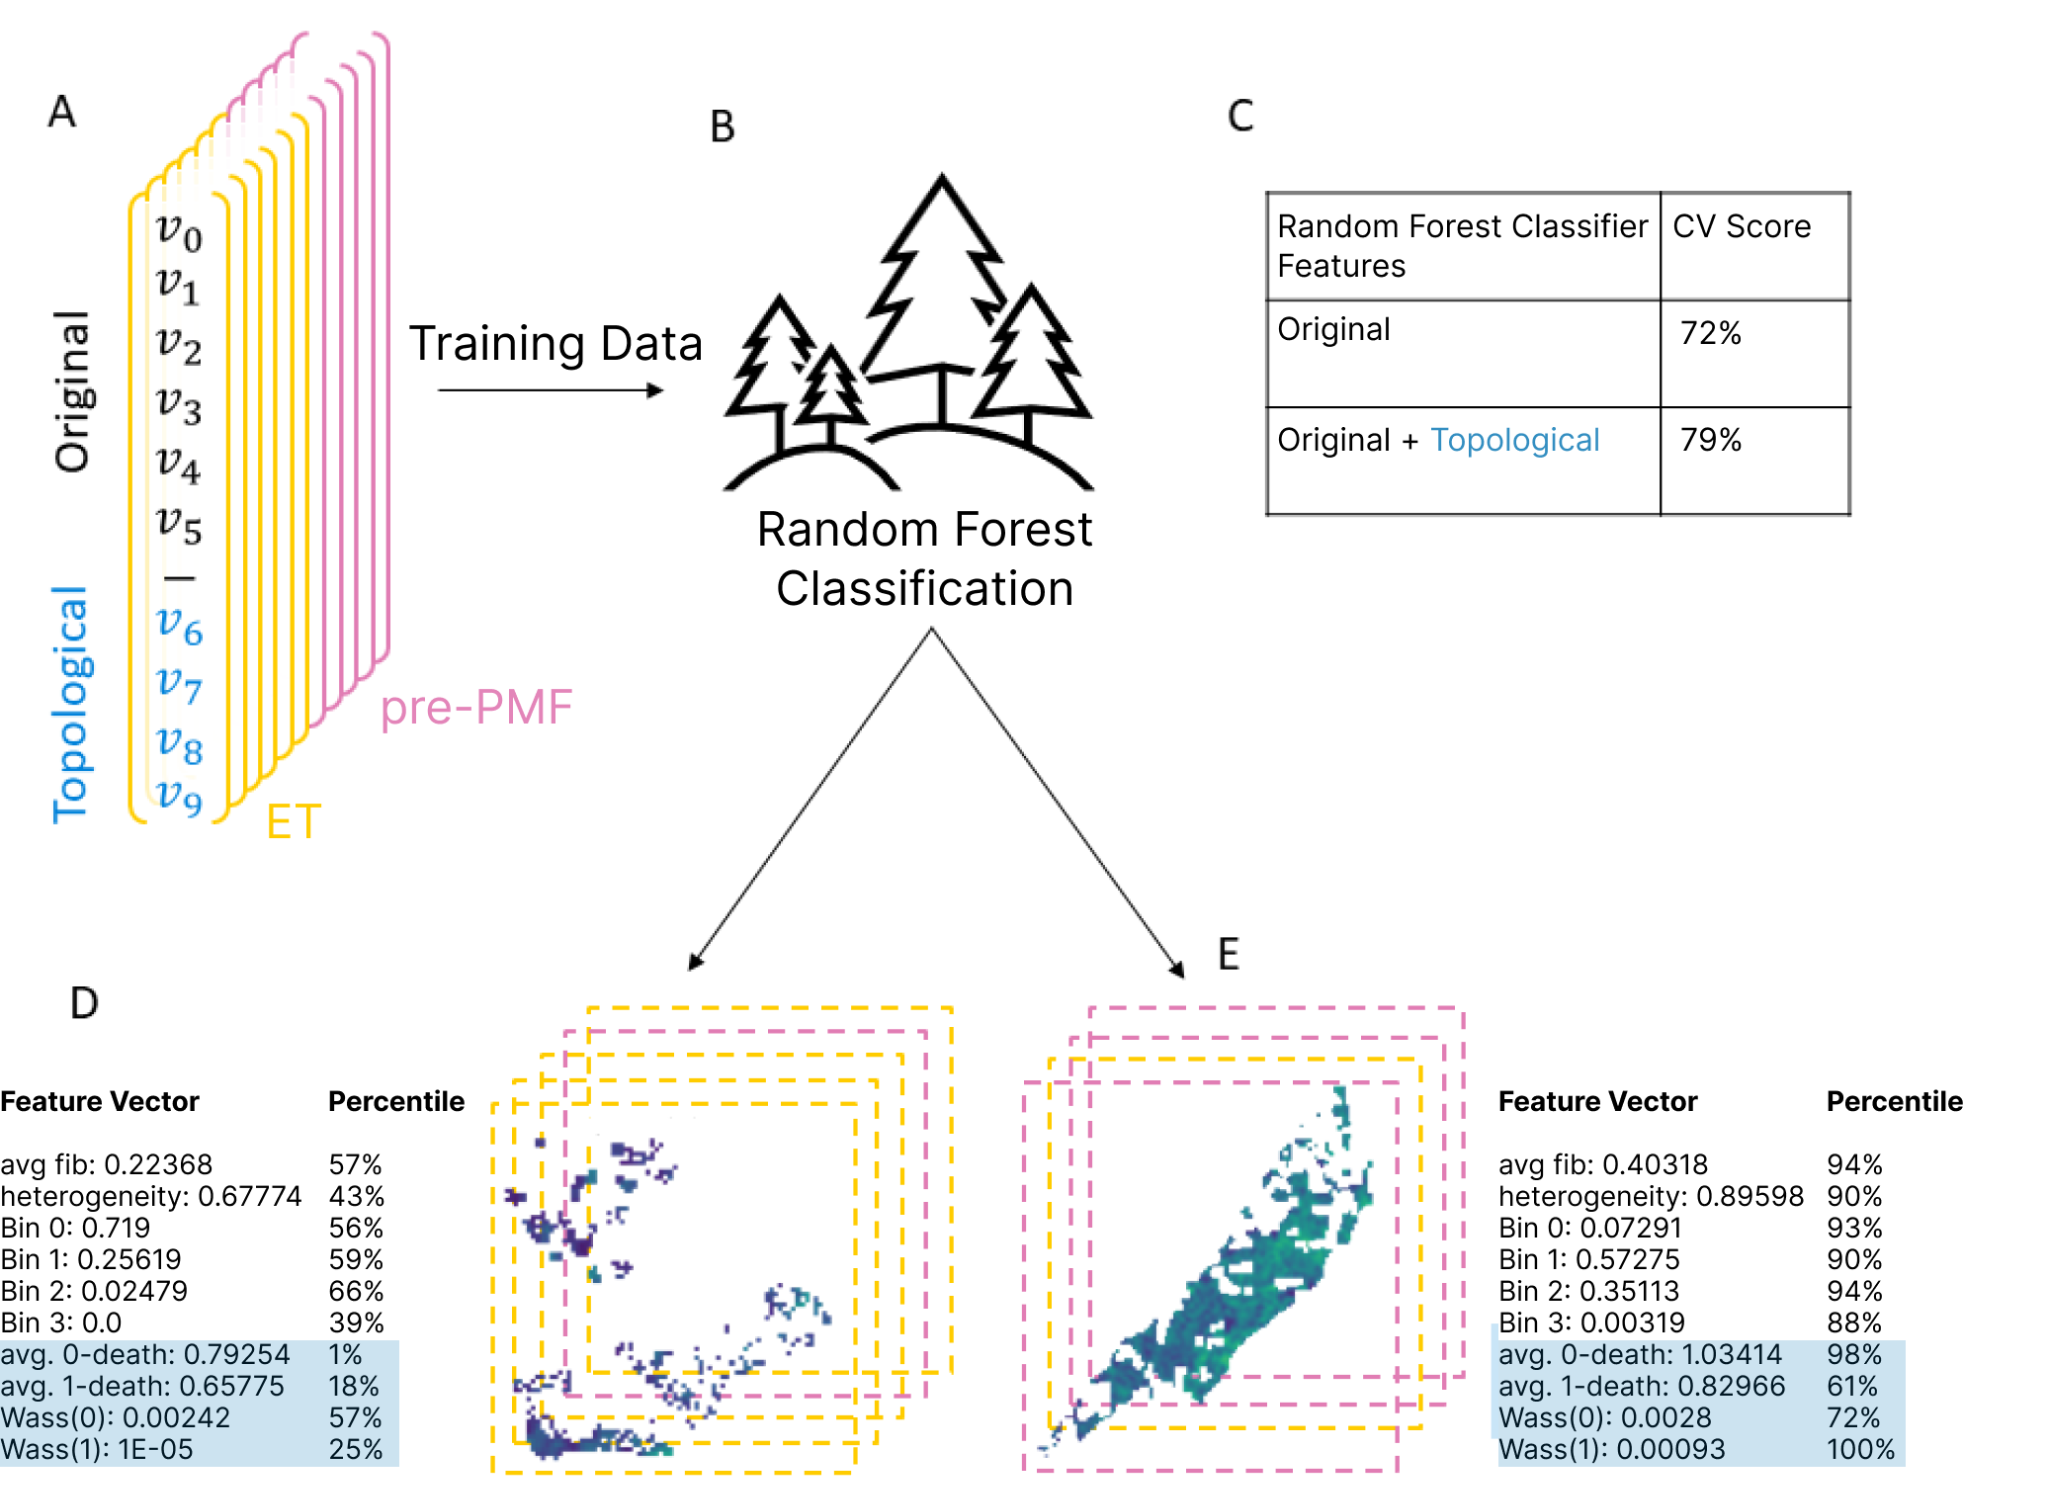 A
Original
Topological
v0
v1
v2
v3
v4
v5
v6
v7
v8
v9
ET
pre-PMF
Training Data
B
Random Forest
Classification
C
Random Forest Classifier
Features
CV Score
Original
72%
Original + Topological
79%
D
Feature Vector Percentile
avg fib: 0.22368 57%
heterogeneity: 0.67774 43%
Bin 0: 0.719 56%
Bin 1: 0.25619 59%
Bin 2: 0.02479 66%
Bin 3: 0.0 39%
avg. 0-death: 0.79254 1%
avg. 1-death: 0.65775 18%
Wass(0): 0.00242 57%
Wass(1): 1E-05 25%
E
Feature Vector Percentile
avg fib: 0.40318 94%
heterogeneity: 0.89598 90%
Bin 0: 0.07291 93%
Bin 1: 0.57275 90%
Bin 2: 0.35113 94%
Bin 3: 0.00319 88%
avg. 0-death: 1.03414 98%
avg. 1-death: 0.82966 61%
Wass(0): 0.0028 72%
Wass(1): 0.00093 100%